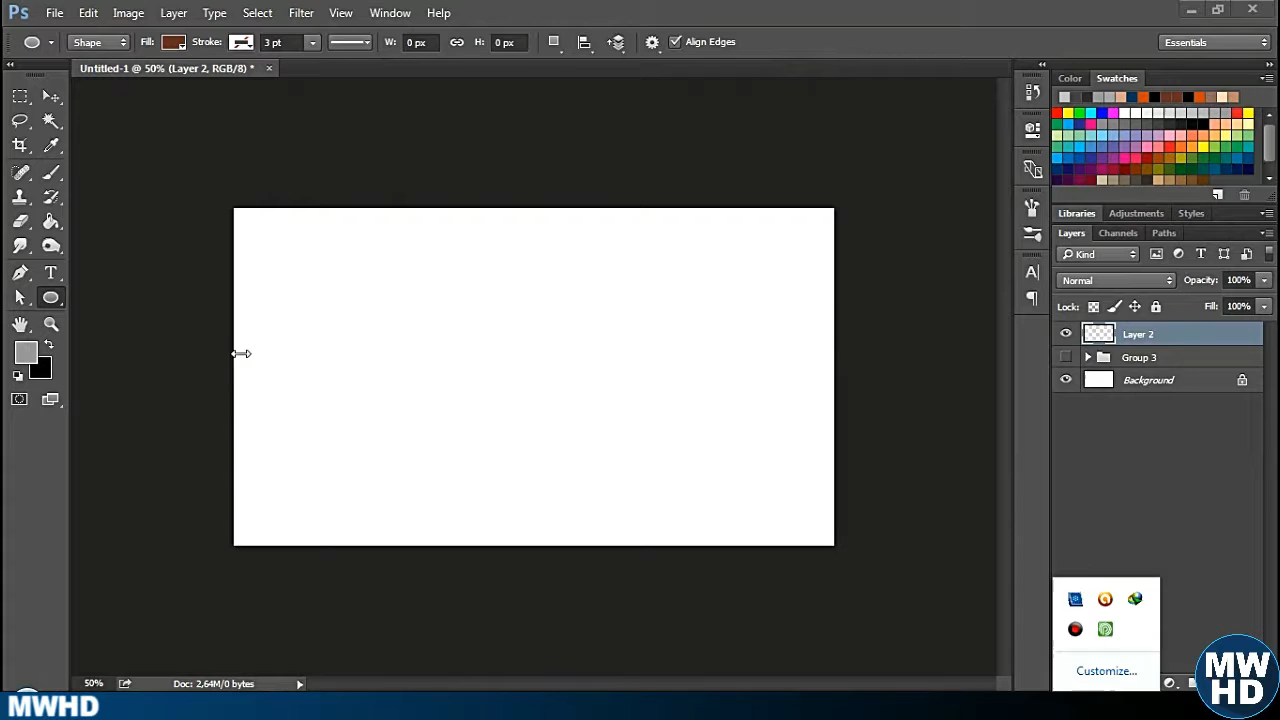 Ps File Edit Image Layer Type Select Filter View Window Help
Shape Fill: Stroke: 3 pt W: 0 px H: 0 px Align Edges Essentials
Untitled-1 @ 50% (Layer 2, RGB/8) * ×
Color Swatches
Libraries Adjustments Styles
Layers Channels Paths
Kind
Normal Opacity: 100%
Lock: Fill: 100%
Layer 2
Group 3
Background
Customize...
50% Doc: 2,64M/0 bytes
MWHD
MW
HD